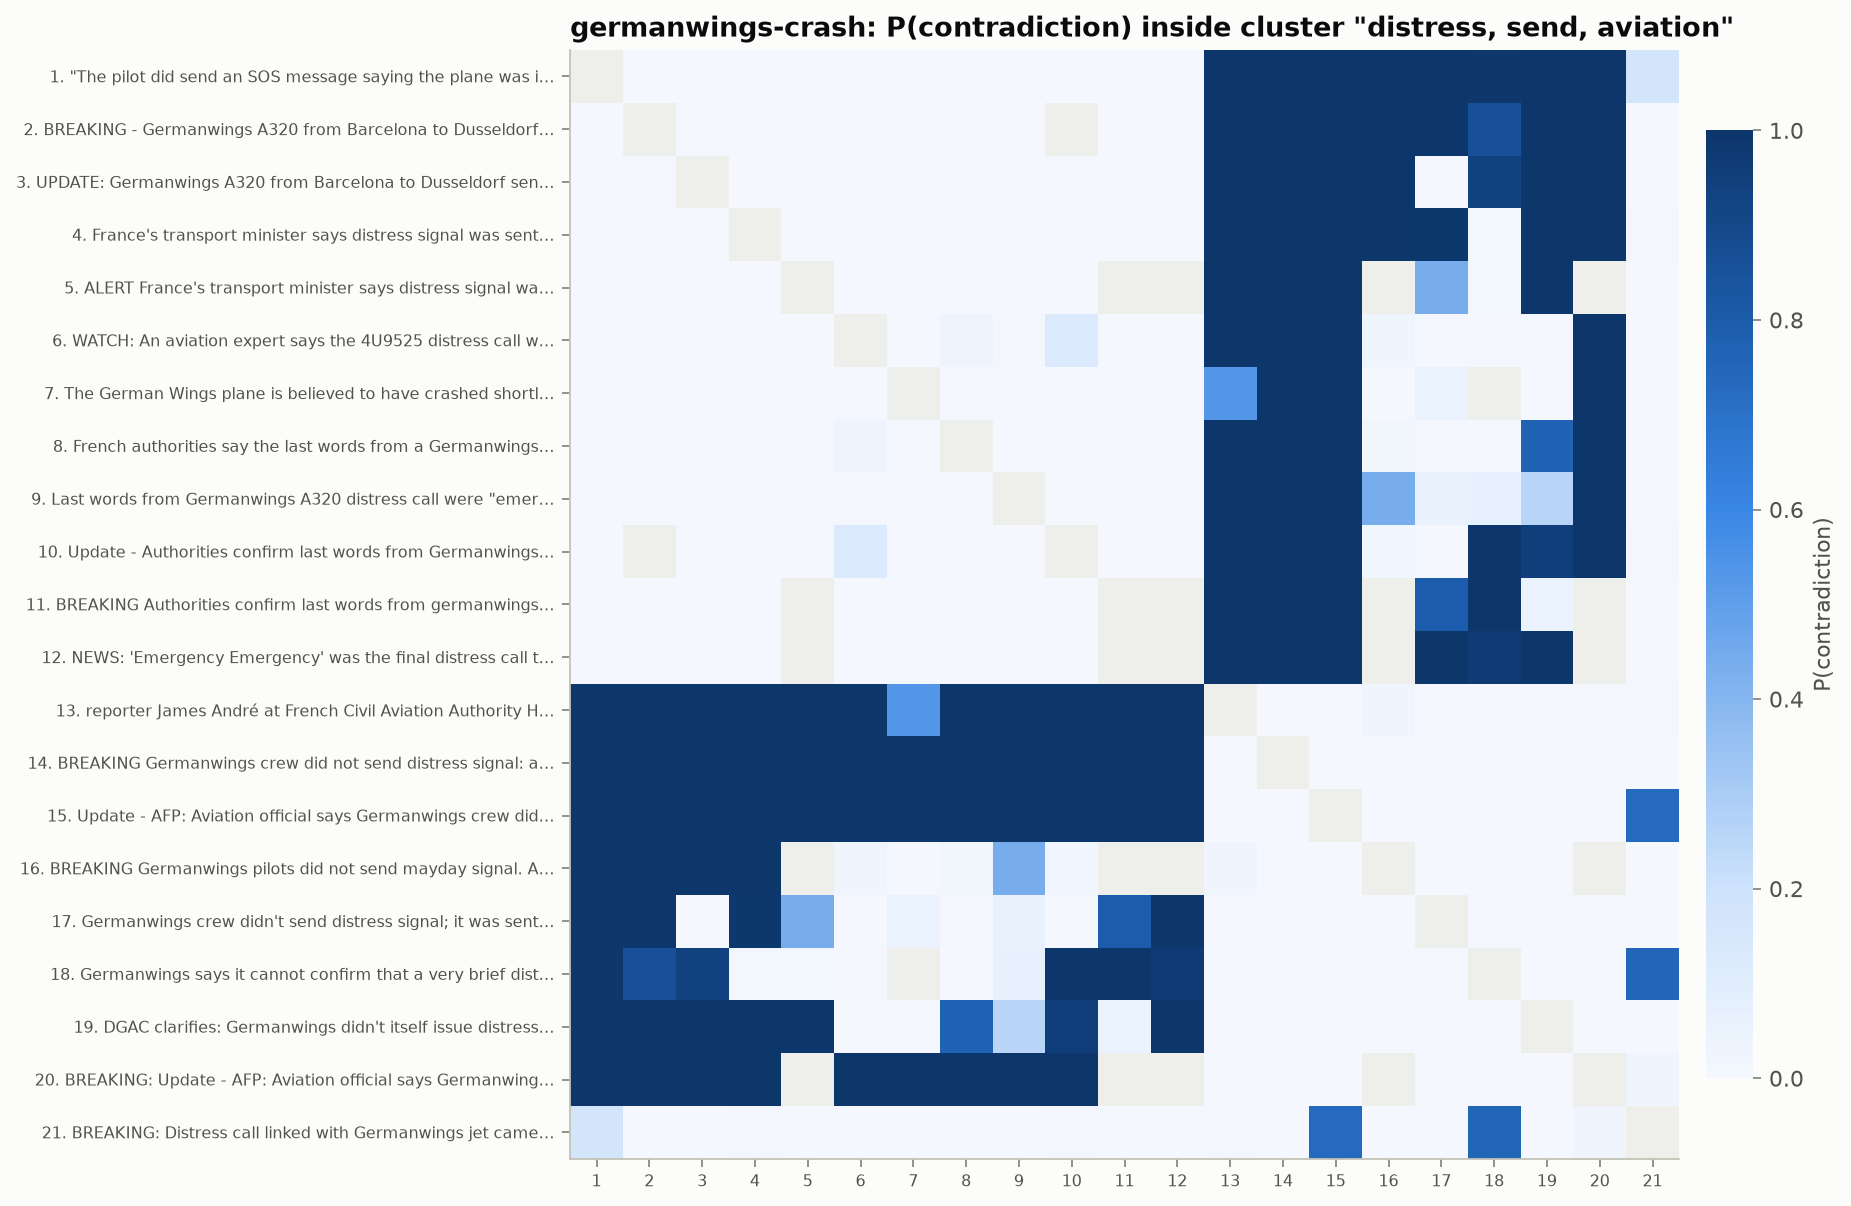 germanwings-crash: P(contradiction) inside cluster "distress, send, aviation"
1. "The pilot did send an SOS message saying the plane was i...
2. BREAKING - Germanwings A320 from Barcelona to Dusseldorf...
3. UPDATE: Germanwings A320 from Barcelona to Dusseldorf sen...
4. France's transport minister says distress signal was sent...
5. ALERT France's transport minister says distress signal wa...
6. WATCH: An aviation expert says the 4U9525 distress call w...
7. The German Wings plane is believed to have crashed shortl...
8. French authorities say the last words from a Germanwings...
9. Last words from Germanwings A320 distress call were "emer...
10. Update - Authorities confirm last words from Germanwings...
11. BREAKING Authorities confirm last words from germanwings...
12. NEWS: 'Emergency Emergency' was the final distress call t...
13. reporter James André at French Civil Aviation Authority H...
14. BREAKING Germanwings crew did not send distress signal: a...
15. Update - AFP: Aviation official says Germanwings crew did...
16. BREAKING Germanwings pilots did not send mayday signal. A...
17. Germanwings crew didn't send distress signal; it was sent...
18. Germanwings says it cannot confirm that a very brief dist...
19. DGAC clarifies: Germanwings didn't itself issue distress...
20. BREAKING: Update - AFP: Aviation official says Germanwing...
21. BREAKING: Distress call linked with Germanwings jet came...
1 2 3 4 5 6 7 8 9 10 11 12 13 14 15 16 17 18 19 20 21
1.0
0.8
0.6
0.4
0.2
0.0
P(contradiction)